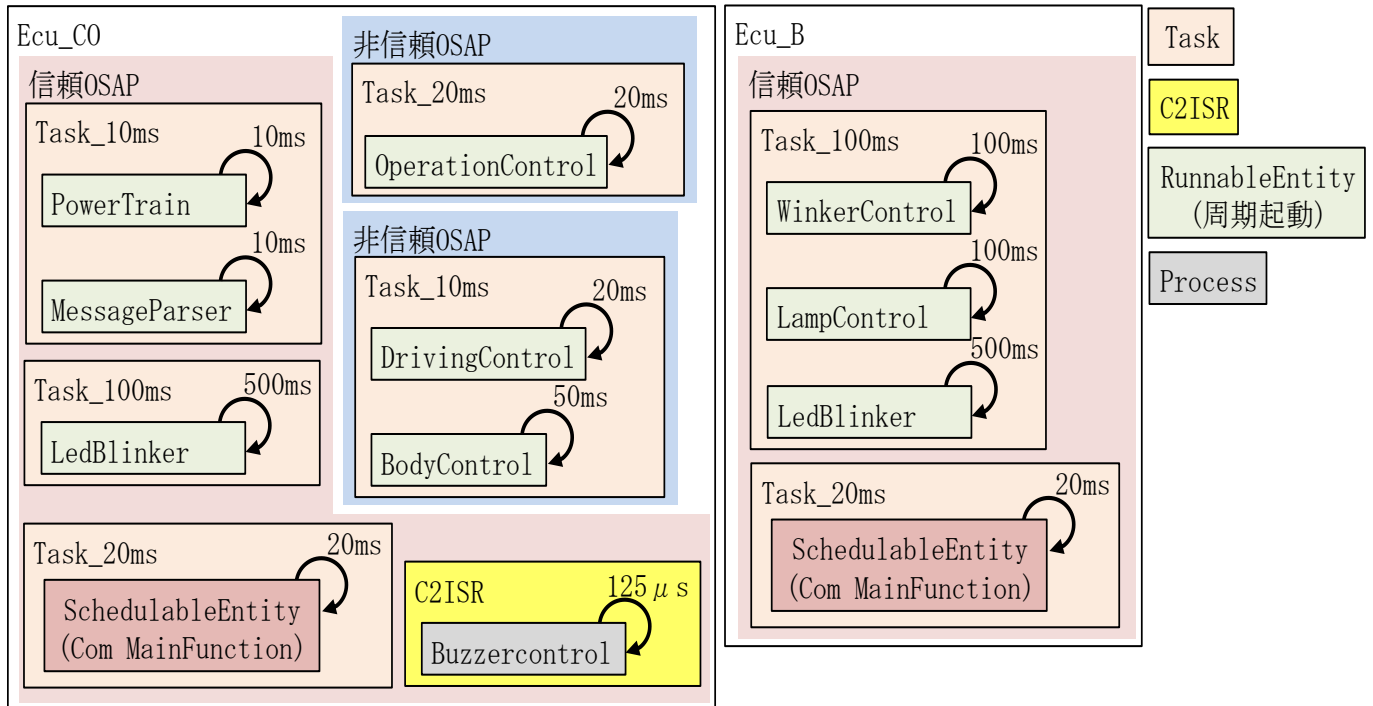 Ecu_CO
信頼OSAP
Task_10ms
10ms
PowerTrain
10ms
MessageParser
Task_100ms
500ms
LedBlinker
非信頼OSAP
Task_20ms
20ms
OperationControl
非信頼OSAP
Task_10ms
20ms
DrivingControl
50ms
BodyControl
Task_20ms
20ms
SchedulableEntity
(Com MainFunction)
C2ISR
125μs
Buzzercontrol
Ecu_B
信頼OSAP
Task_100ms
100ms
WinkerControl
100ms
LampControl
500ms
LedBlinker
Task_20ms
20ms
SchedulableEntity
(Com MainFunction)
Task
C2ISR
RunnableEntity
(周期起動)
Process